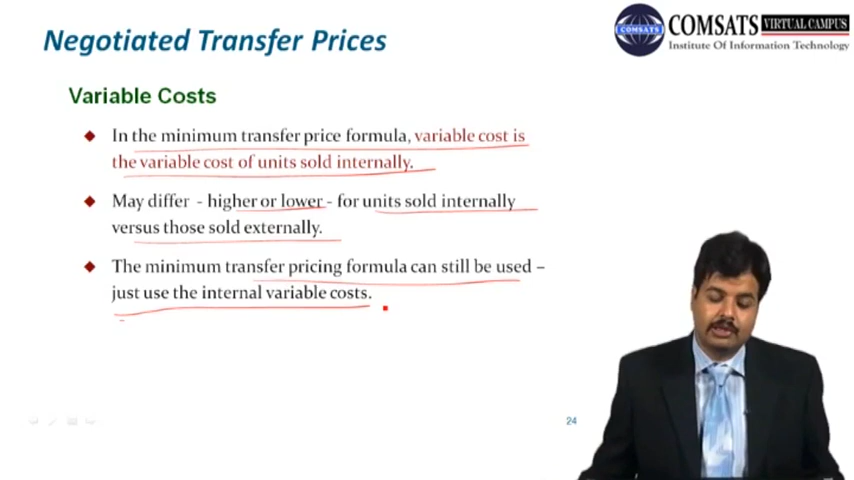 Negotiated Transfer Prices
COMSATS
COMSATS VIRTUAL CAMPUS
Institute Of Information Technology
Variable Costs
In the minimum transfer price formula, variable cost is
the variable cost of units sold internally.
May differ - higher or lower - for units sold internally
versus those sold externally.
The minimum transfer pricing formula can still be used –
just use the internal variable costs.
24